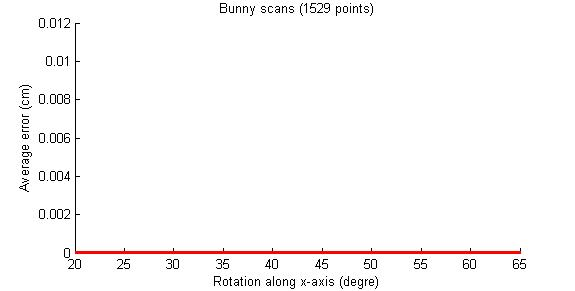 Bunny scans (1529 points)
0.012
0.01
0.008
0.006
0.004
0.002
0
Average error (cm)
20 25 30 35 40 45 50 55 60 65
Rotation along x-axis (degre)